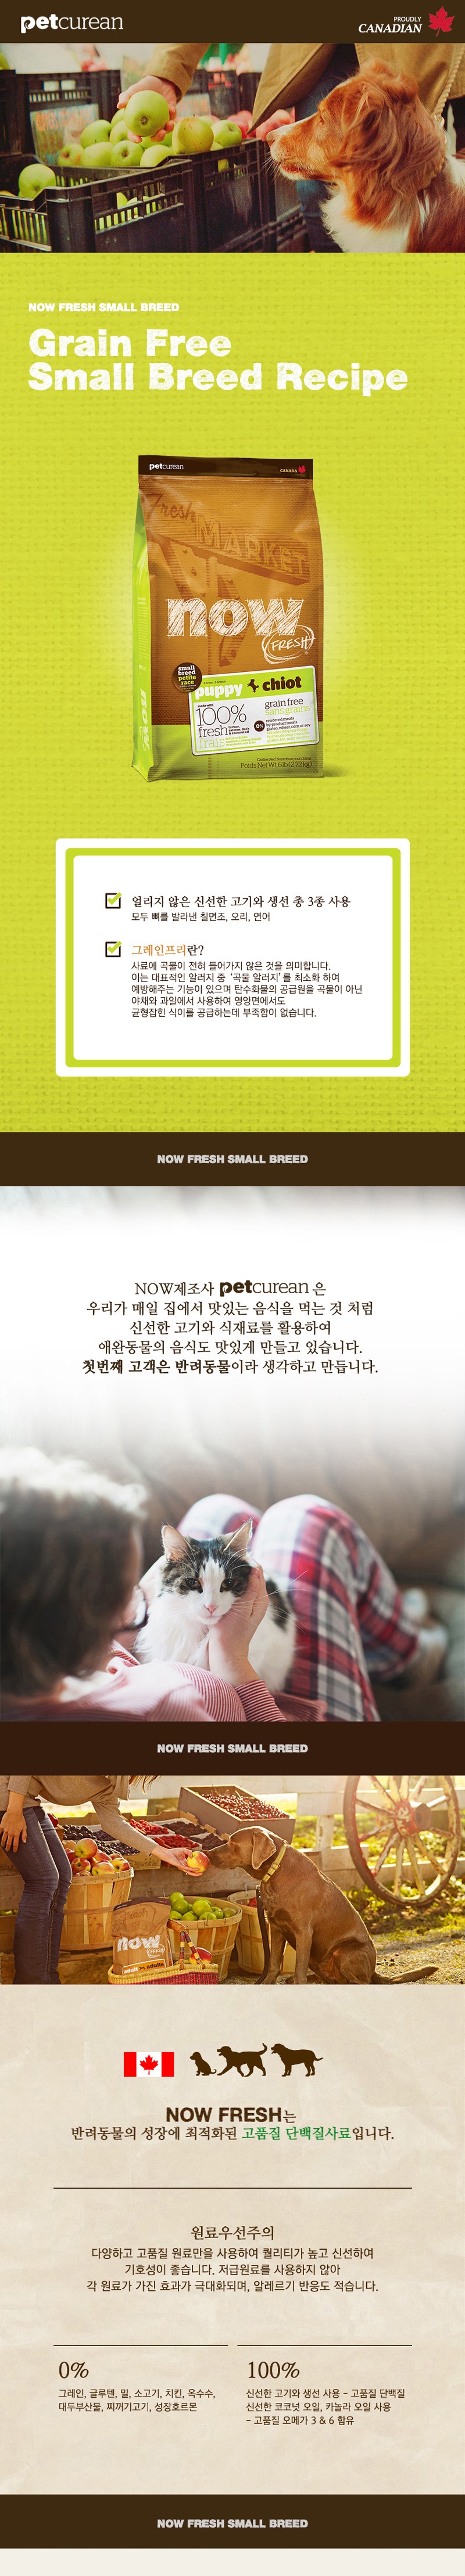 petcurean
PROUDLY
CANADIAN
NOW FRESH SMALL BREED
Grain Free
Small Breed Recipe
petcurean
CANADA
Fresh
MARKET
now
FRESH
small
breed
petite
race
puppy chiot
made with
100%
fresh
frais
grain free
sans grains
0%
Poids Net Wt 6 lb (2.72 kg)
얼리지 않은 신선한 고기와 생선 총 3종 사용
모두 뼈를 발라낸 칠면조, 오리, 연어
그레인프리란?
사료에 곡물이 전혀 들어가지 않은 것을 의미합니다.
이는 대표적인 알러지 중 '곡물 알러지'를 최소화 하여
예방해주는 기능이 있으며 탄수화물의 공급원을 곡물이 아닌
야채와 과일에서 사용하여 영양면에서도
균형잡힌 식이를 공급하는데 부족함이 없습니다.
NOW FRESH SMALL BREED
NOW제조사 petcurean 은
우리가 매일 집에서 맛있는 음식을 먹는 것 처럼
신선한 고기와 식재료를 활용하여
애완동물의 음식도 맛있게 만들고 있습니다.
첫번째 고객은 반려동물이라 생각하고 만듭니다.
NOW FRESH SMALL BREED
now
adult
NOW FRESH는
반려동물의 성장에 최적화된 고품질 단백질사료입니다.
원료우선주의
다양하고 고품질 원료만을 사용하여 퀄리티가 높고 신선하여
기호성이 좋습니다. 저급원료를 사용하지 않아
각 원료가 가진 효과가 극대화되며, 알레르기 반응도 적습니다.
0%
그레인, 글루텐, 밀, 소고기, 치킨, 옥수수,
대두부산물, 찌꺼기고기, 성장호르몬
100%
신선한 고기와 생선 사용 - 고품질 단백질
신선한 코코넛 오일, 카놀라 오일 사용
- 고품질 오메가 3 & 6 함유
NOW FRESH SMALL BREED